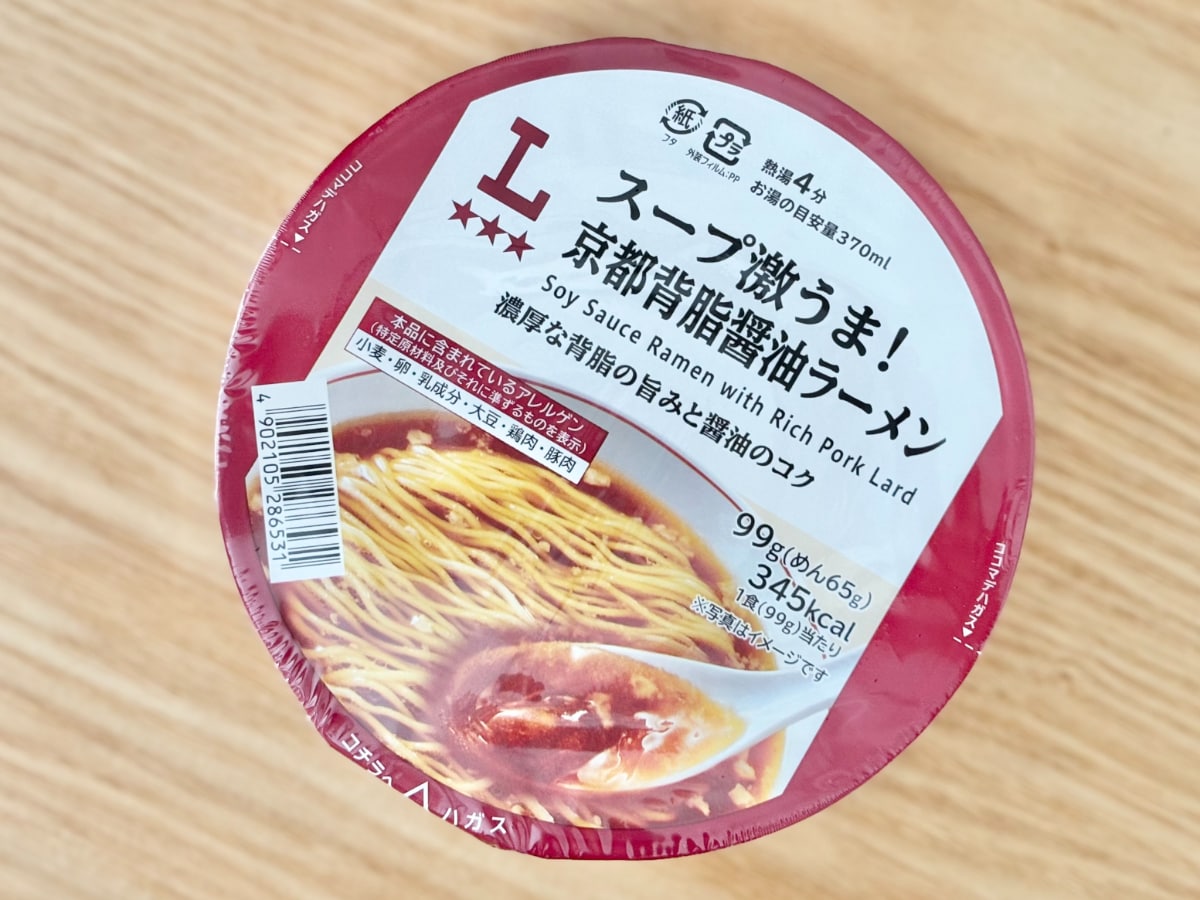 紙
フタ
プラ
外装フィルム:PP
熱湯4分
お湯の目安量370ml
L
スープ激うま!
京都背脂醤油ラーメン
Soy Sauce Ramen with Rich Pork Lard
濃厚な背脂の旨みと醤油のコク
本品に含まれているアレルゲン
(特定原材料及びそれに準ずるものを表示)
小麦・卵・乳成分・大豆・鶏肉・豚肉
99g(めん65g)
345kcal
1食(99g)当たり
※写真はイメージです
4 902105 286531
ココマデハガス▼
ココマデハガス▼
コチラヘ
ハガス